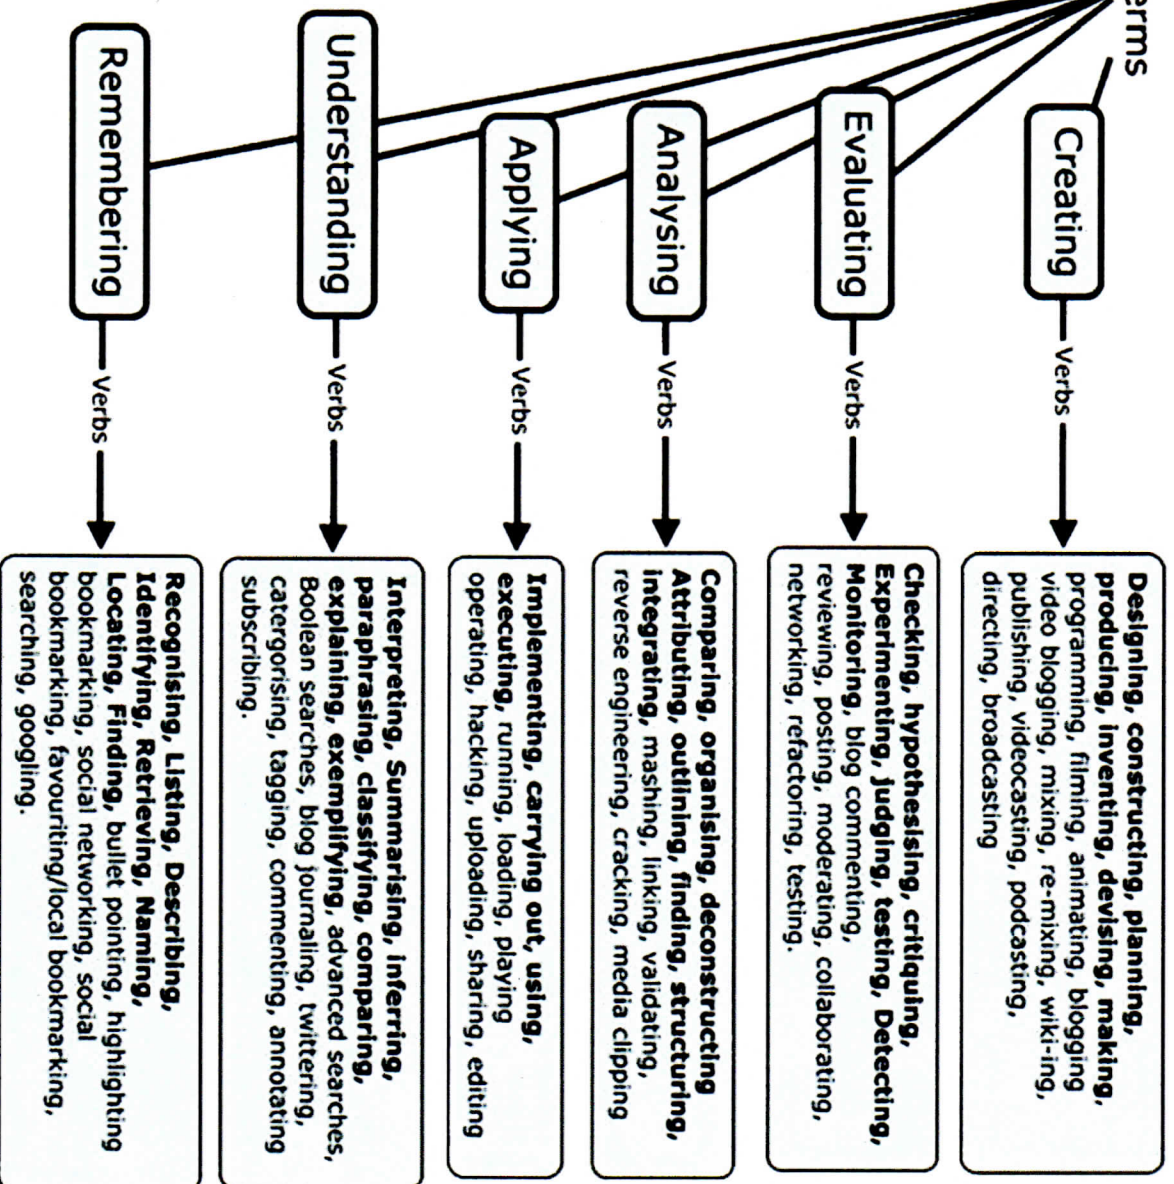 erms
Creating
Verbs
Designing, constructing, planning,
producing, inventing, devising, making,
programming, filming, animating, blogging
video blogging, mixing, re-mixing, wiki-ing,
publishing, videocasting, podcasting,
directing, broadcasting
Evaluating
Verbs
Checking, hypothesising, critiquing,
Experimenting, judging, testing, Detecting,
Monitoring, blog commenting,
reviewing, posting, moderating, collaborating,
networking, refactoring, testing.
Analysing
Verbs
Comparing, organising, deconstructing
Attributing, outlining, finding, structuring,
integrating, mashing, linking, validating,
reverse engineering, cracking, media clipping
Applying
Verbs
Implementing, carrying out, using,
executing, running, loading, playing
operating, hacking, uploading, sharing, editing
Understanding
Verbs
Interpreting, Summarising, inferring,
paraphrasing, classifying, comparing,
explaining, exemplifying, advanced searches,
Boolean searches, blog journaling, twittering,
catergorising, tagging, commenting, annotating
subscribing.
Remembering
Verbs
Recognising, Listing, Describing,
Identifying, Retrieving, Naming,
Locating, Finding, bullet pointing, highlighting
bookmarking, social networking, social
bookmarking, favouriting/local bookmarking,
searching, googling.